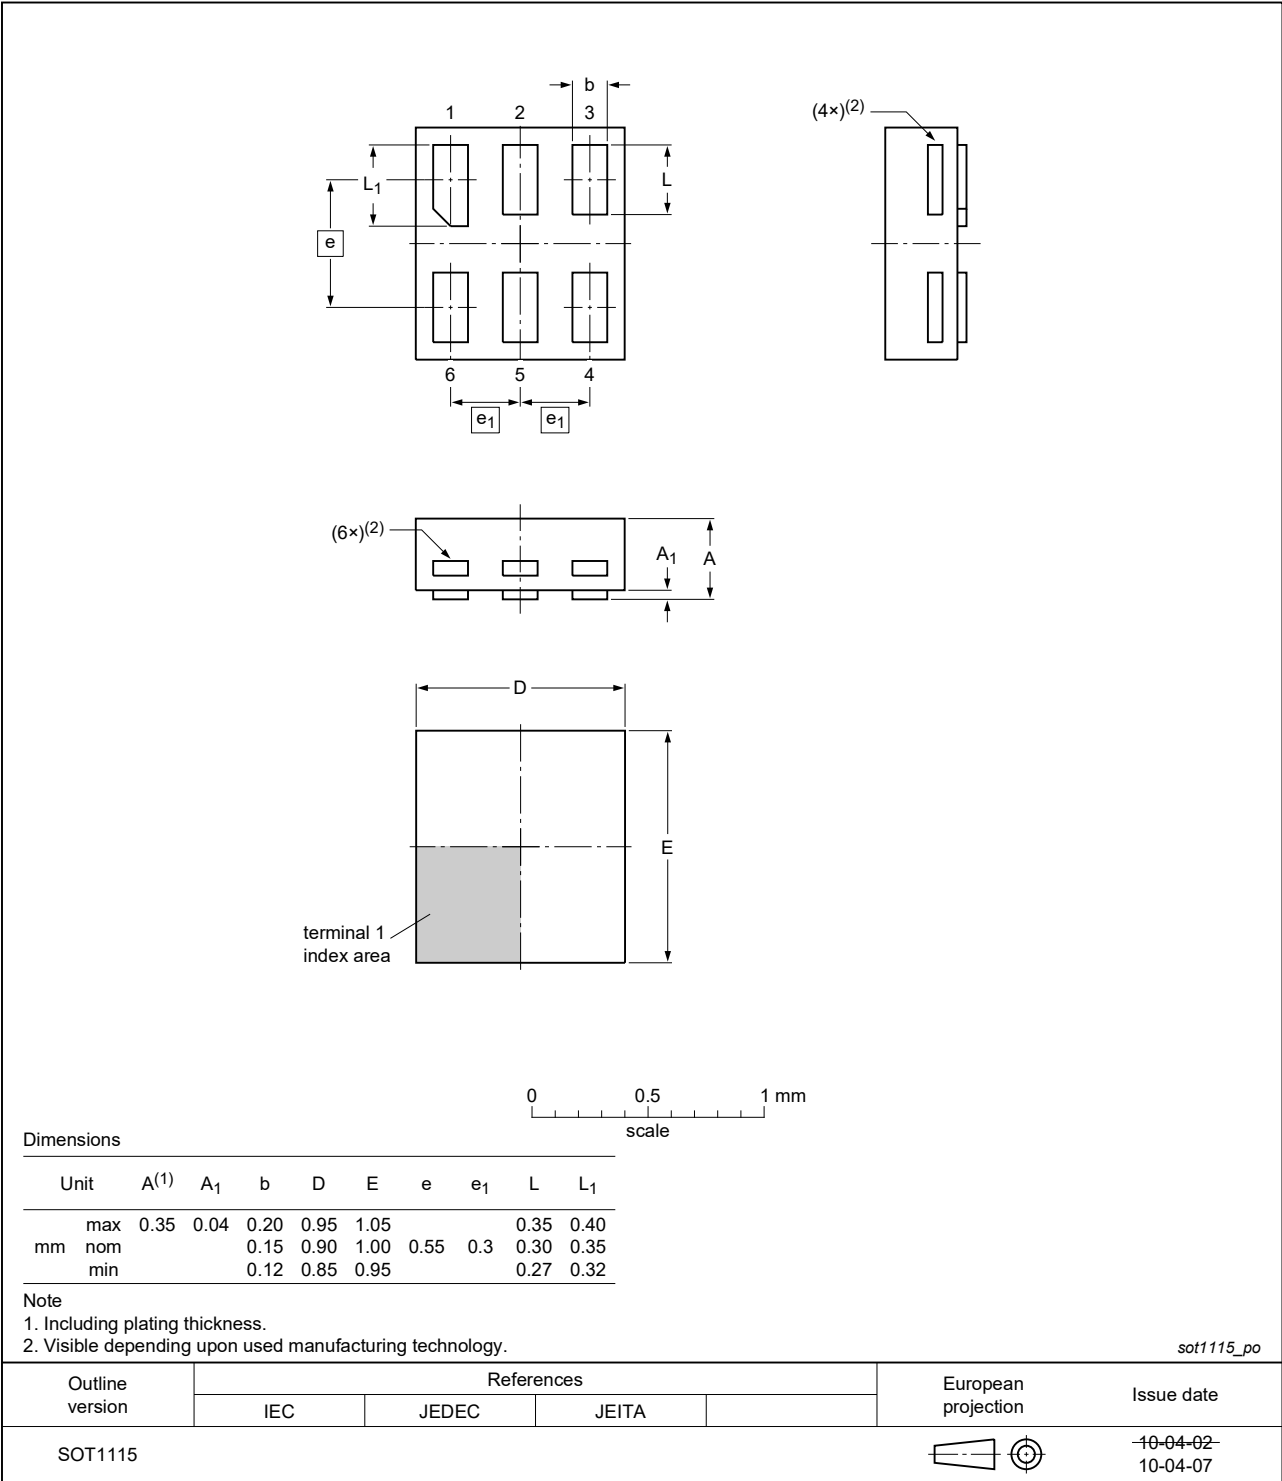 b
1 2 3
(4×)(2)
L1
L
e
6 5 4
e1 e1
(6×)(2)
A1 A
D
E
terminal 1
index area
0 0.5 1 mm
scale
Dimensions
Unit A(1) A1 b D E e e1 L L1
max 0.35 0.04 0.20 0.95 1.05 0.35 0.40
mm nom 0.15 0.90 1.00 0.55 0.3 0.30 0.35
min 0.12 0.85 0.95 0.27 0.32
Note
1. Including plating thickness.
2. Visible depending upon used manufacturing technology.
sot1115_po
Outline
version
References
IEC JEDEC JEITA
European
projection
Issue date
SOT1115
10-04-02
10-04-07